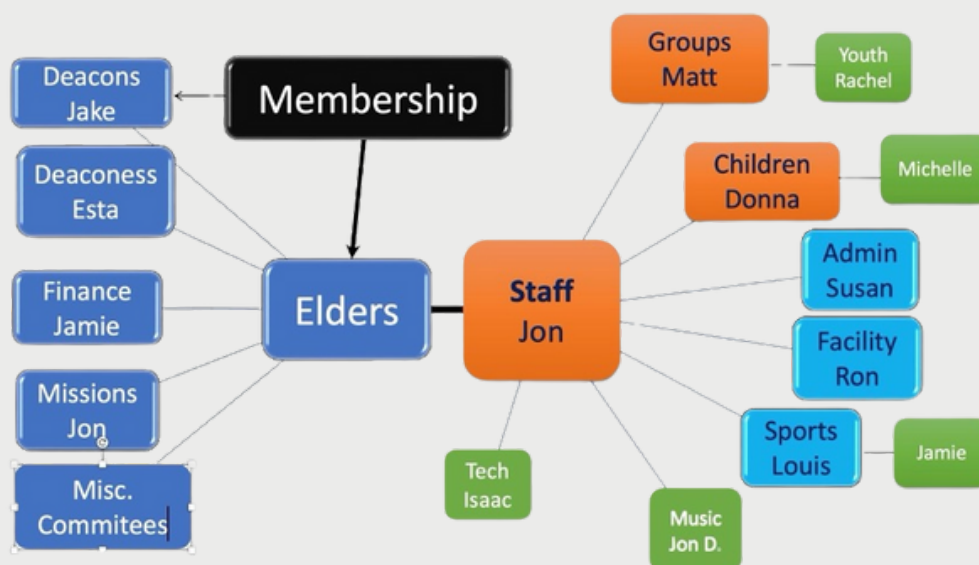 Deacons
Jake
Membership
Groups
Matt
Youth
Rachel
Deaconess
Esta
Children
Donna
Michelle
Admin
Susan
Finance
Jamie
Elders
Staff
Jon
Facility
Ron
Missions
Jon
Sports
Louis
Jamie
Misc.
Commitees
Tech
Isaac
Music
Jon D.